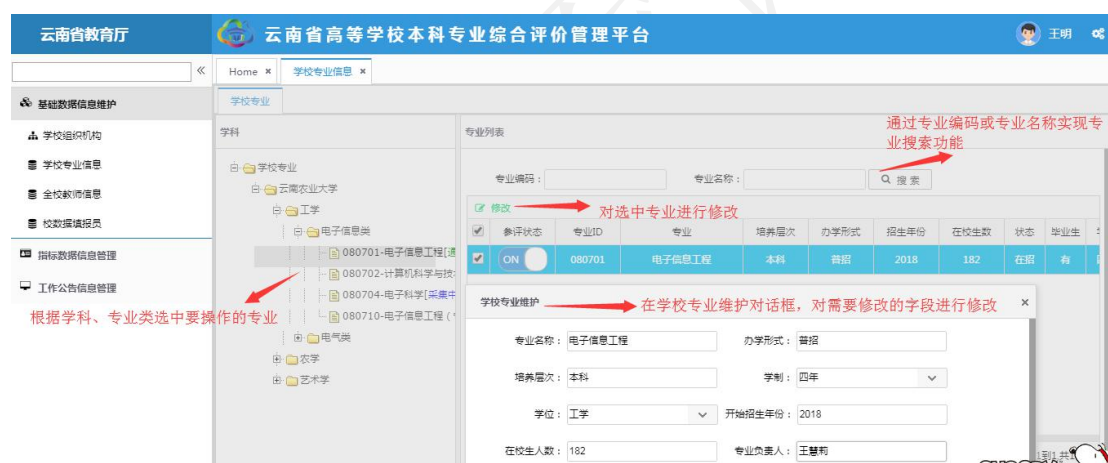 云南省教育厅
云南省高等学校本科专业综合评价管理平台
王明
Home ×
学校专业信息 ×
基础数据信息维护
学校专业
学校组织机构
学校专业信息
全校教师信息
校数据填报员
指标数据信息管理
工作公告信息管理
根据学科、专业类选中要操作的专业
学科
学校专业
云南农业大学
工学
电子信息类
080701-电子信息工程[
080702-计算机科学与技
080704-电子科学[采集中
080710-电子信息工程(
电气类
农学
艺术学
专业列表
通过专业编码或专业名称实现专
业搜索功能
专业编码:
专业名称:
搜索
修改
对选中专业进行修改
参评状态 专业ID 专业 培养层次 办学形式 招生年份 在校生数 状态 毕业生
ON 080701 电子信息工程 本科 普招 2018 182 在招 有
学校专业维护
在学校专业维护对话框,对需要修改的字段进行修改
×
专业名称: 电子信息工程 办学形式: 普招
培养层次: 本科 学制: 四年
学位: 工学 开始招生年份: 2018
在校生人数: 182 专业负责人: 王慧莉